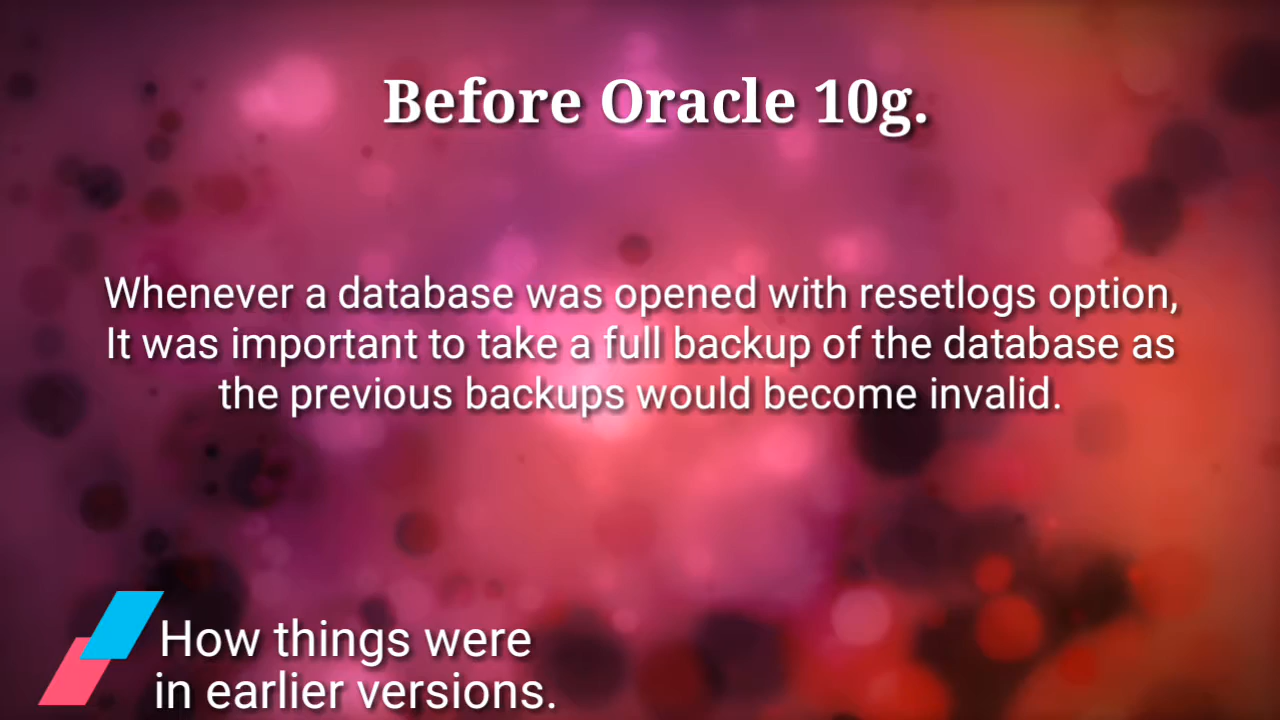 Before Oracle 10g.
Whenever a database was opened with resetlogs option,
It was important to take a full backup of the database as
the previous backups would become invalid.
How things were
in earlier versions.